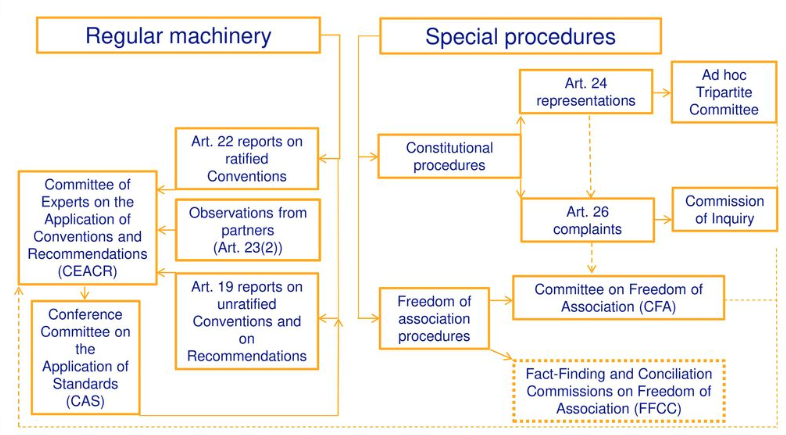 Regular machinery
Art. 22 reports on
ratified
Conventions
Committee of
Experts on the
Application of
Conventions and
Recommendations
(CEACR)
Observations from
partners
(Art. 23(2))
Art. 19 reports on
unratified
Conventions and
on
Recommendations
Conference
Committee on
the
Application of
Standards
(CAS)
Special procedures
Constitutional
procedures
Art. 24
representations
Ad hoc
Tripartite
Committee
Art. 26
complaints
Commission
of Inquiry
Freedom of
association
procedures
Committee on Freedom of
Association (CFA)
Fact-Finding and Conciliation
Commissions on Freedom of
Association (FFCC)